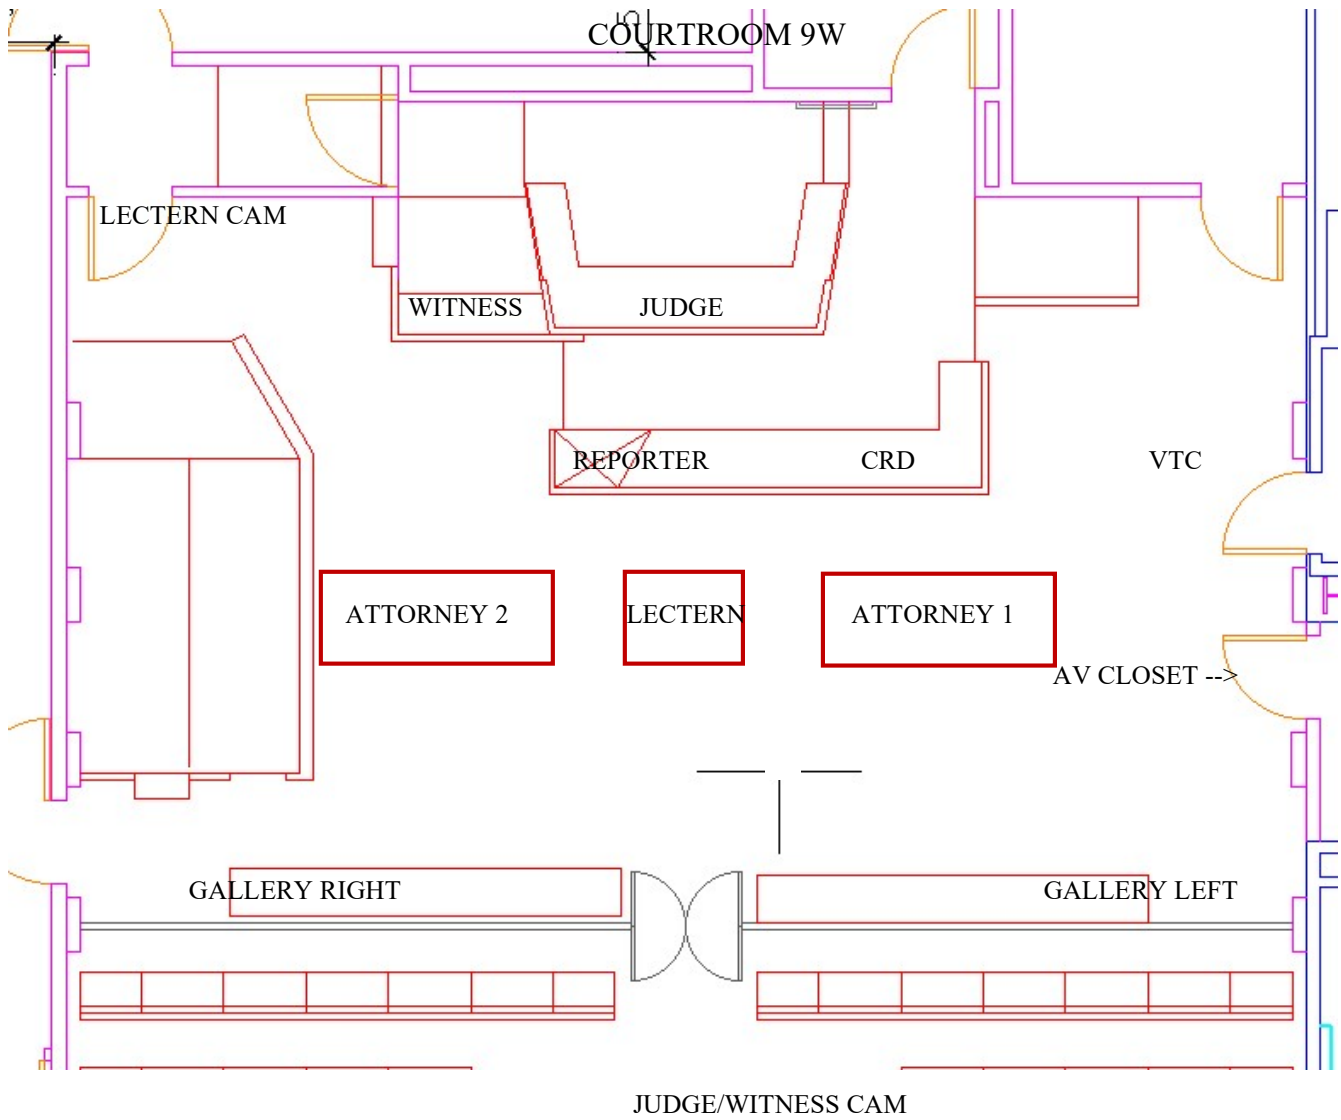 COURTROOM 9W
LECTERN CAM
WITNESS
JUDGE
REPORTER
CRD
VTC
ATTORNEY 2
LECTERN
ATTORNEY 1
AV CLOSET -->
GALLERY RIGHT
GALLERY LEFT
JUDGE/WITNESS CAM